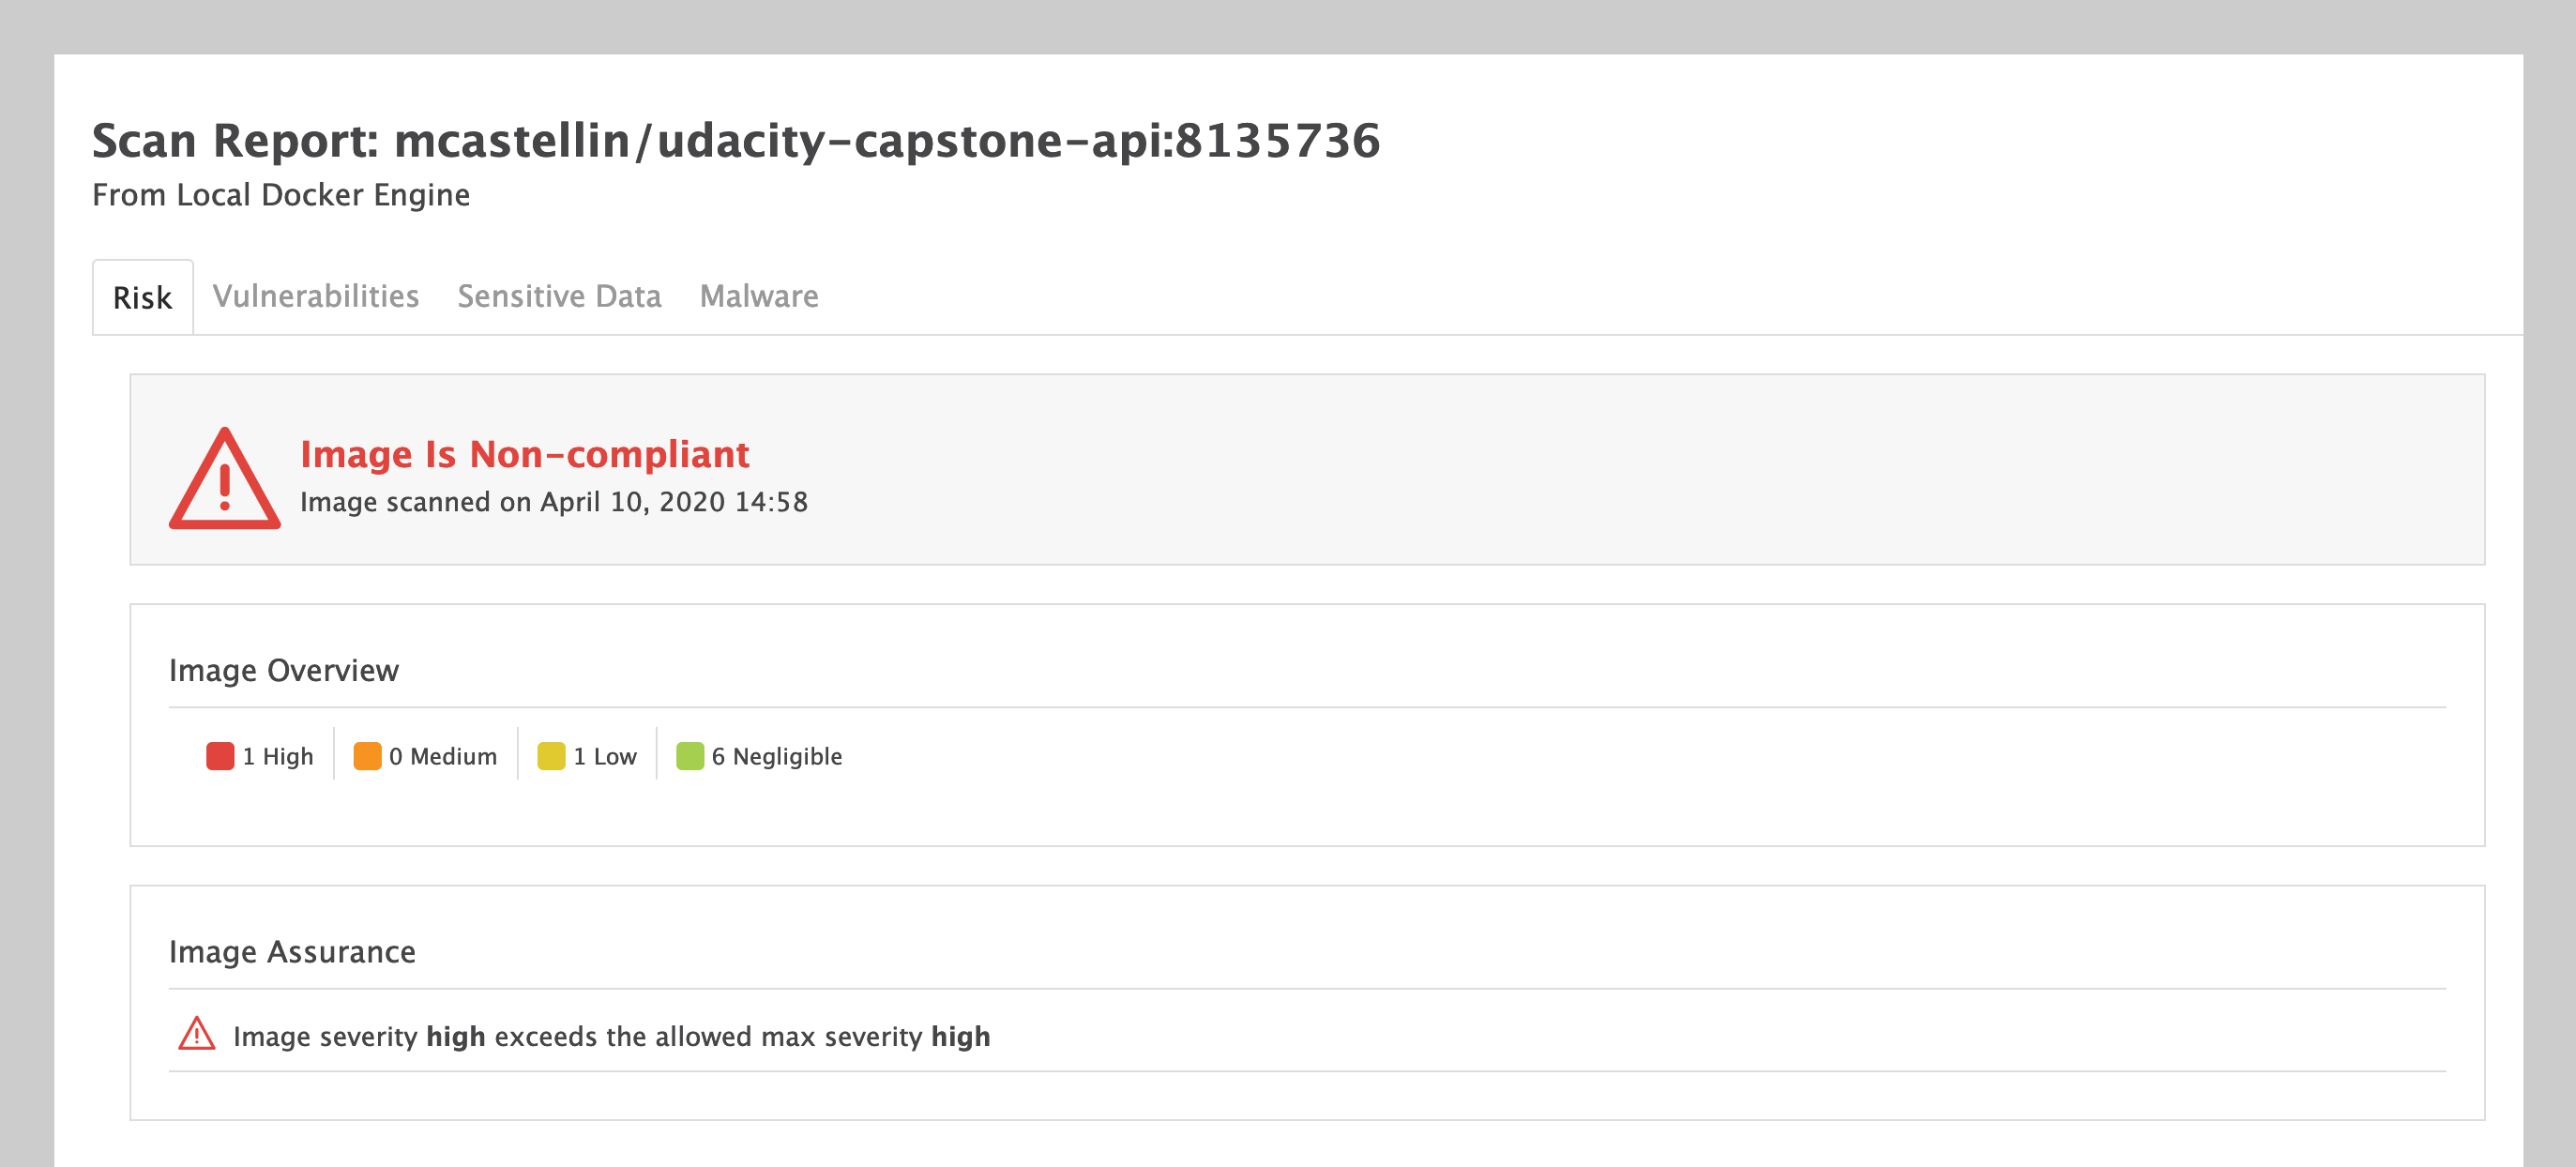 Scan Report: mcastellin/udacity-capstone-api:8135736
From Local Docker Engine
Risk Vulnerabilities Sensitive Data Malware
Image Is Non-compliant
Image scanned on April 10, 2020 14:58
Image Overview
1 High 0 Medium 1 Low 6 Negligible
Image Assurance
Image severity high exceeds the allowed max severity high